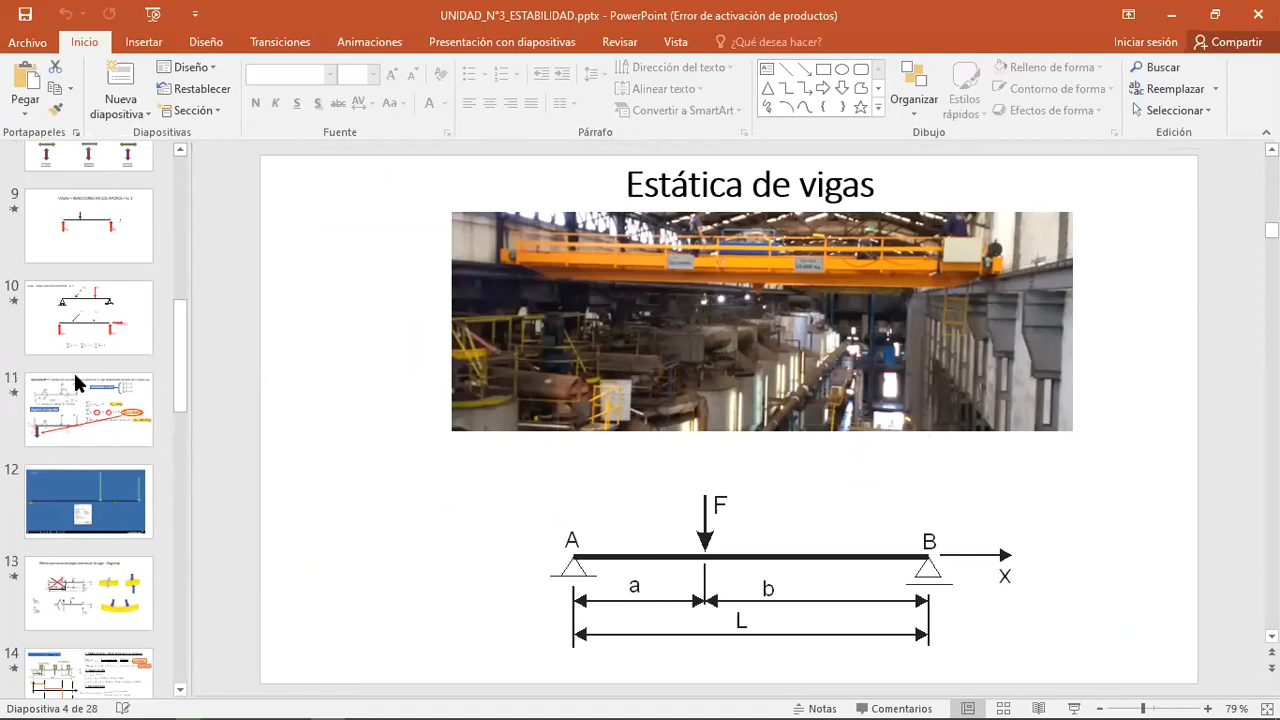 UNIDAD_N°3_ESTABILIDAD.pptx - PowerPoint (Error de activación de productos)
Archivo Inicio Insertar Diseño Transiciones Animaciones Presentación con diapositivas Revisar Vista ¿Qué desea hacer? Iniciar sesión Compartir
Pegar
Nueva diapositiva
Diseño
Restablecer
Sección
N K S S abc AV Aa A
Dirección del texto
Alinear texto
Convertir a SmartArt
Organizar
Estilos rápidos
Relleno de forma
Contorno de forma
Efectos de forma
Buscar
Reemplazar
Seleccionar
Portapapeles Diapositivas Fuente Párrafo Dibujo Edición
9
10
11
12
13
14
Estática de vigas
F
A
B
X
a
b
L
Diapositiva 4 de 28
Notas Comentarios 79 %